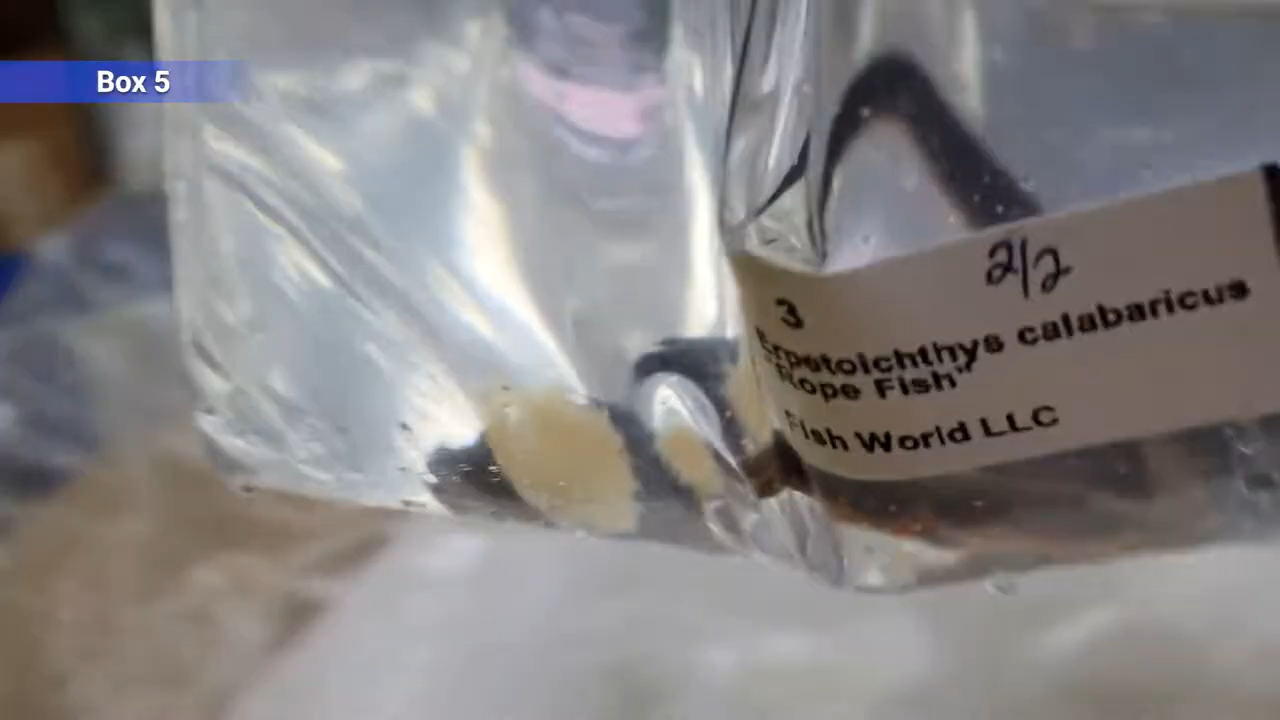 Box 5
2/2
3
Erpetoichthys calabaricus
"Rope Fish"
Fish World LLC